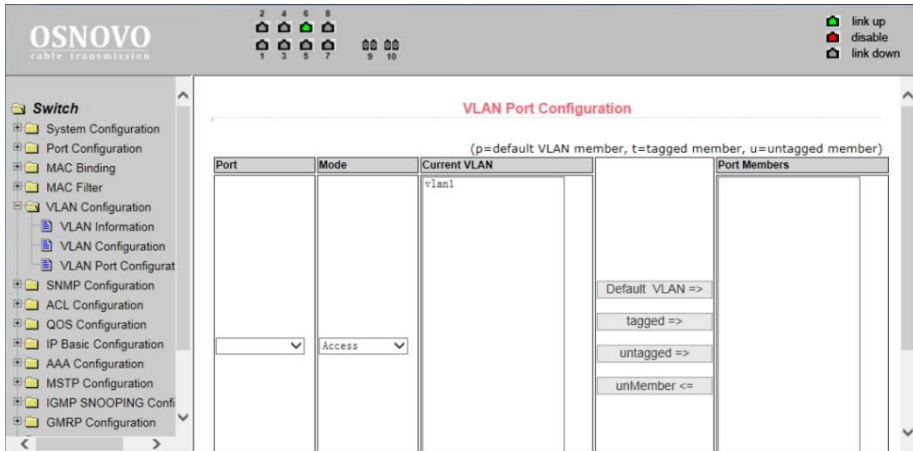 OSNOVO
cable transmission
2 4 6 8
1 3 5 7 9 10
link up
disable
link down
Switch
System Configuration
Port Configuration
MAC Binding
MAC Filter
VLAN Configuration
VLAN Information
VLAN Configuration
VLAN Port Configurat
SNMP Configuration
ACL Configuration
QOS Configuration
IP Basic Configuration
AAA Configuration
MSTP Configuration
IGMP SNOOPING Confi
GMRP Configuration
VLAN Port Configuration
(p=default VLAN member, t=tagged member, u=untagged member)
Port Mode Current VLAN Port Members
vlan1
Access
Default VLAN =>
tagged =>
untagged =>
unMember <=